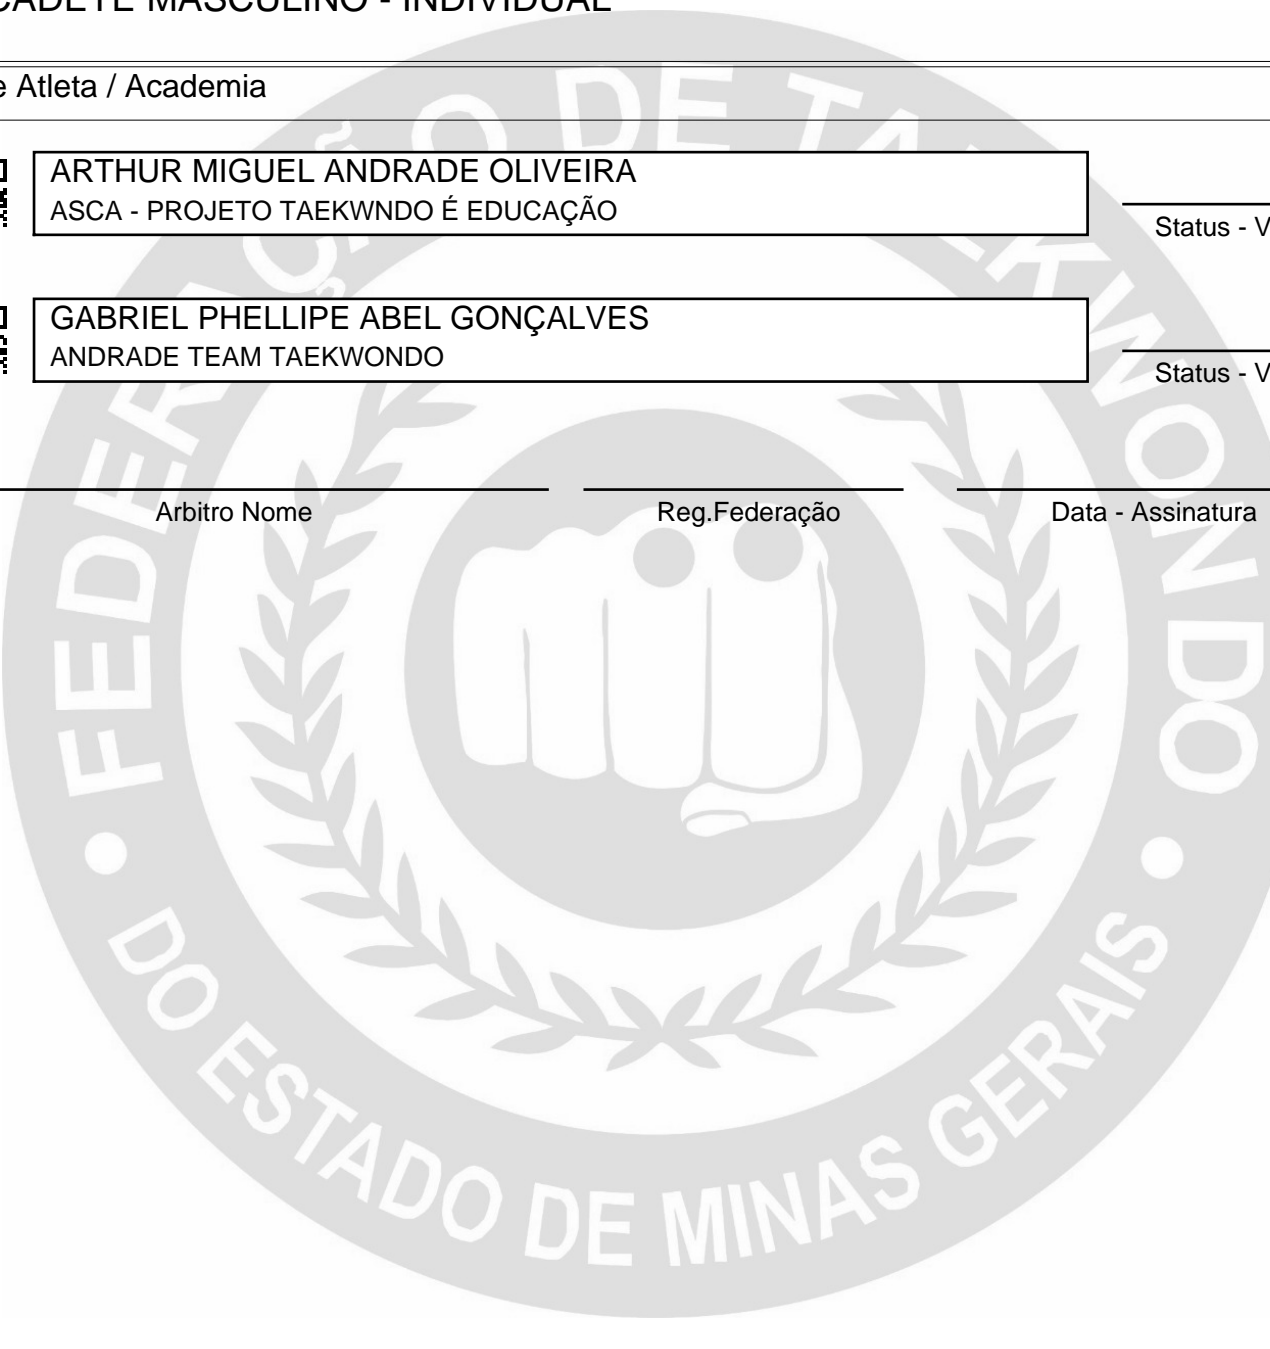 CADETE MASCULINO - INDIVIDUAL
e Atleta / Academia
ARTHUR MIGUEL ANDRADE OLIVEIRA
ASCA - PROJETO TAEKWNDO É EDUCAÇÃO
Status - V
GABRIEL PHELLIPE ABEL GONÇALVES
ANDRADE TEAM TAEKWONDO
Status - V
Arbitro Nome Reg.Federação Data - Assinatura
FEDERAÇÃO DE TAEKWONDO
DO ESTADO DE MINAS GERAIS